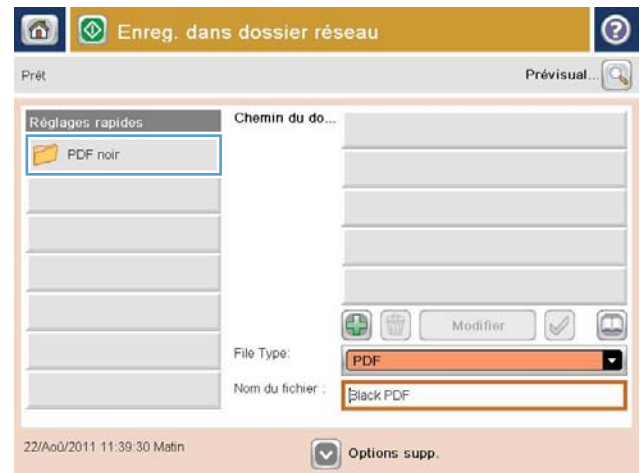 Enreg. dans dossier réseau
Prêt
Prévisual...
Réglages rapides
PDF noir
Chemin du do...
Modifier
File Type:
PDF
Nom du fichier :
Black PDF
22/Aoû/2011 11:39:30 Matin
Options supp.